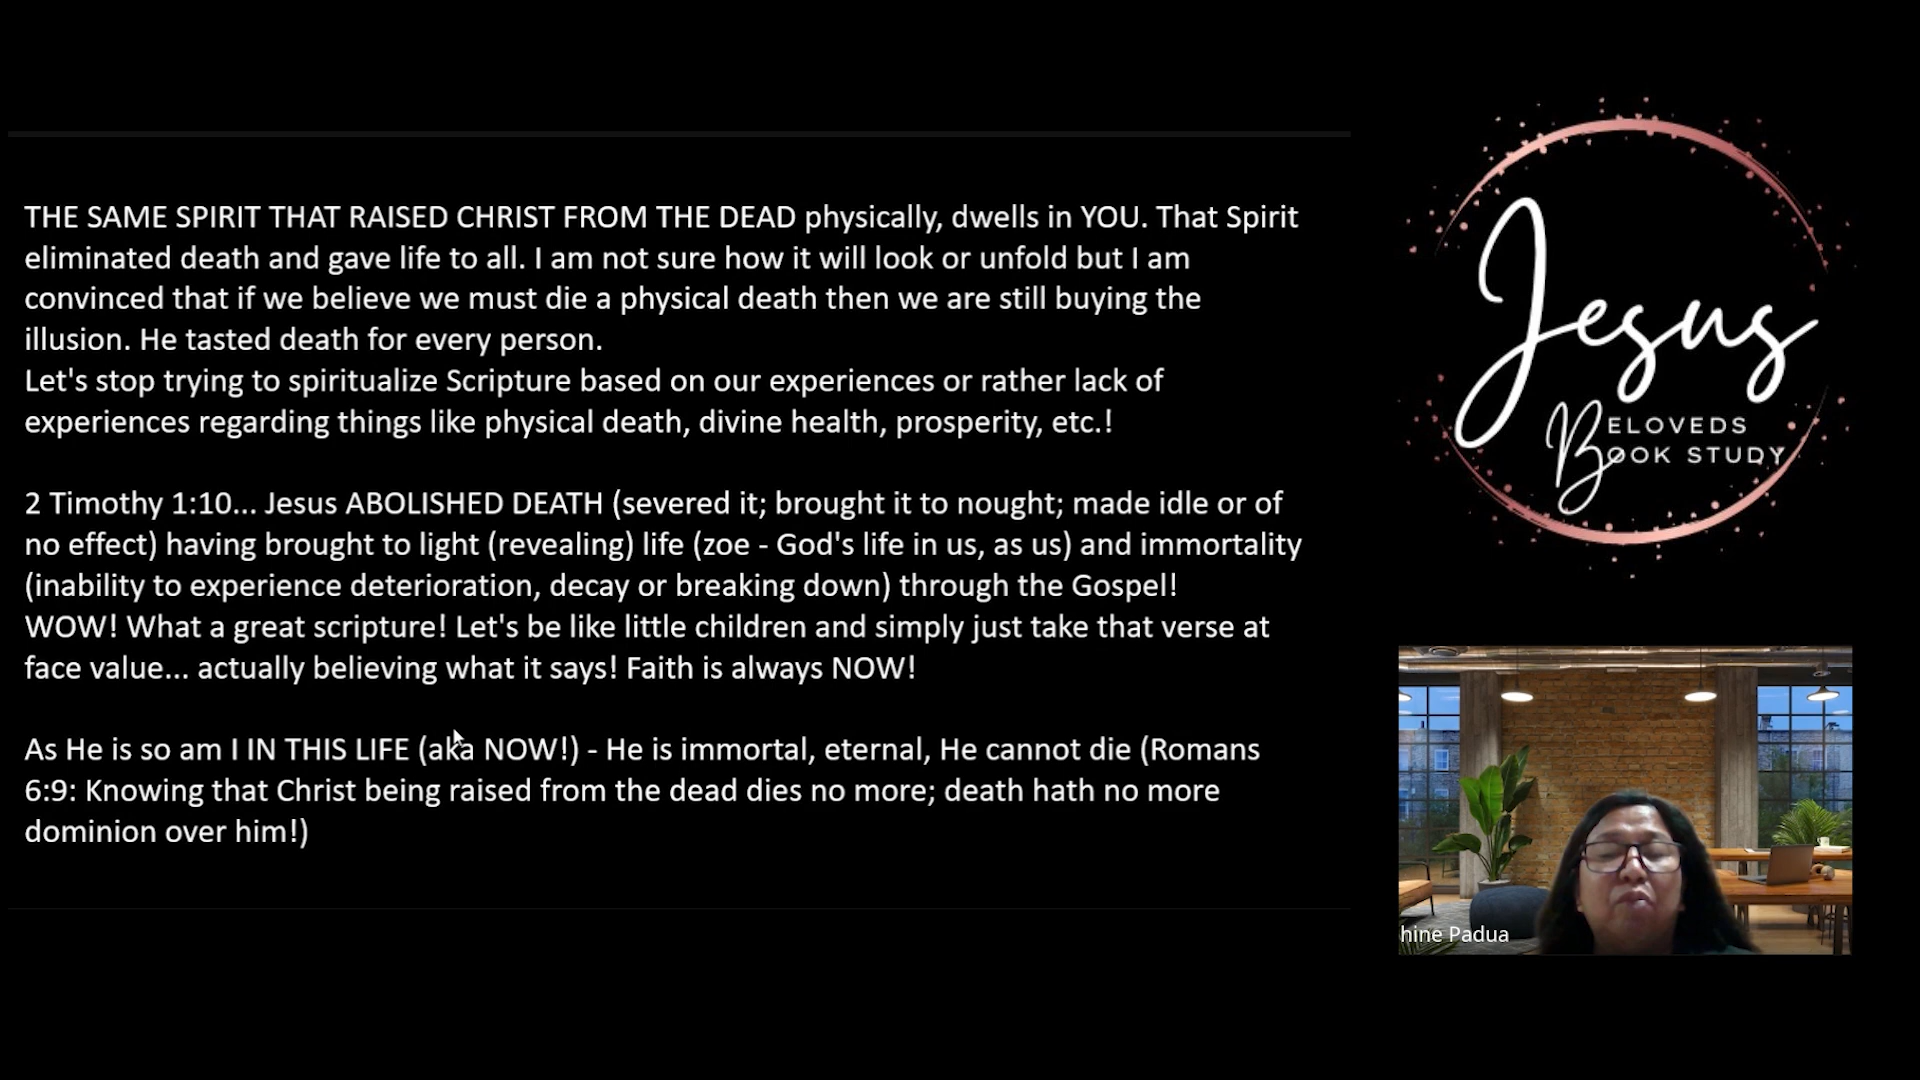 THE SAME SPIRIT THAT RAISED CHRIST FROM THE DEAD physically, dwells in YOU. That Spirit
eliminated death and gave life to all. I am not sure how it will look or unfold but I am
convinced that if we believe we must die a physical death then we are still buying the
illusion. He tasted death for every person.
Let's stop trying to spiritualize Scripture based on our experiences or rather lack of
experiences regarding things like physical death, divine health, prosperity, etc.!
2 Timothy 1:10... Jesus ABOLISHED DEATH (severed it; brought it to nought; made idle or of
no effect) having brought to light (revealing) life (zoe - God's life in us, as us) and immortality
(inability to experience deterioration, decay or breaking down) through the Gospel!
WOW! What a great scripture! Let's be like little children and simply just take that verse at
face value... actually believing what it says! Faith is always NOW!
As He is so am I IN THIS LIFE (aka NOW!) - He is immortal, eternal, He cannot die (Romans
6:9: Knowing that Christ being raised from the dead dies no more; death hath no more
dominion over him!)
Jesus
BELOVEDS
BOOK STUDY
hine Padua